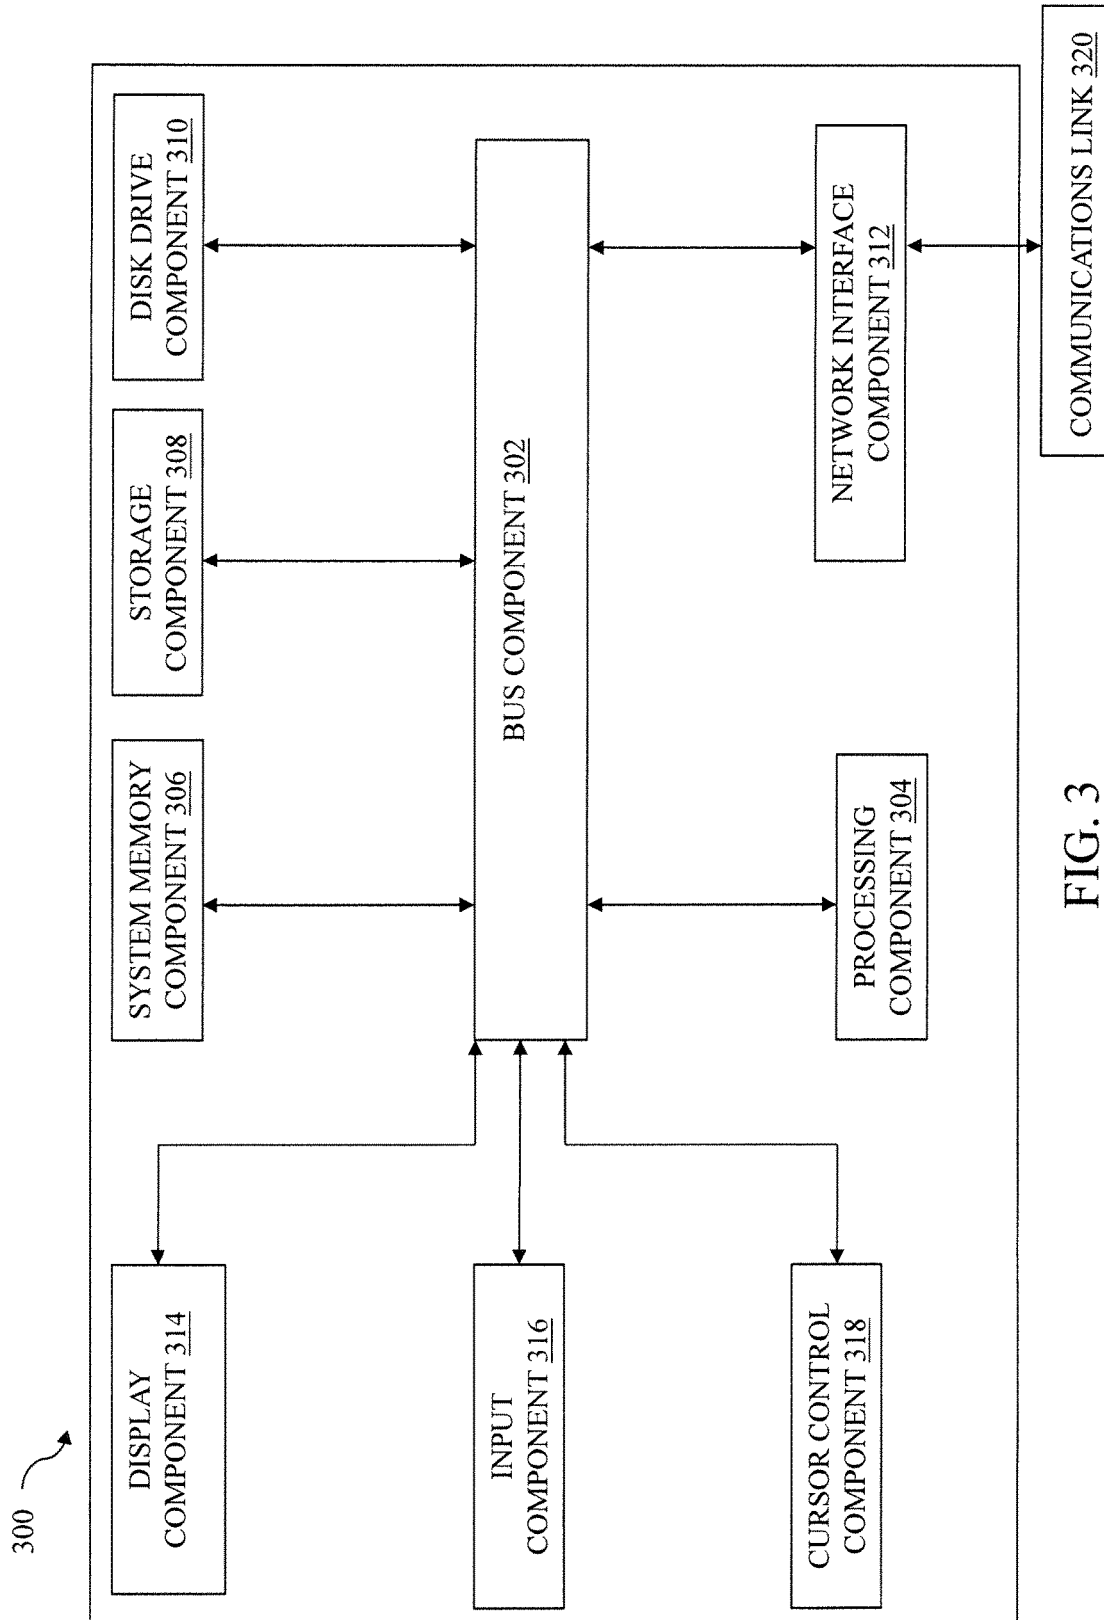 300
DISPLAY
COMPONENT 314
SYSTEM MEMORY
COMPONENT 306
STORAGE
COMPONENT 308
DISK DRIVE
COMPONENT 310
INPUT
COMPONENT 316
BUS COMPONENT 302
CURSOR CONTROL
COMPONENT 318
PROCESSING
COMPONENT 304
NETWORK INTERFACE
COMPONENT 312
COMMUNICATIONS LINK 320
FIG. 3